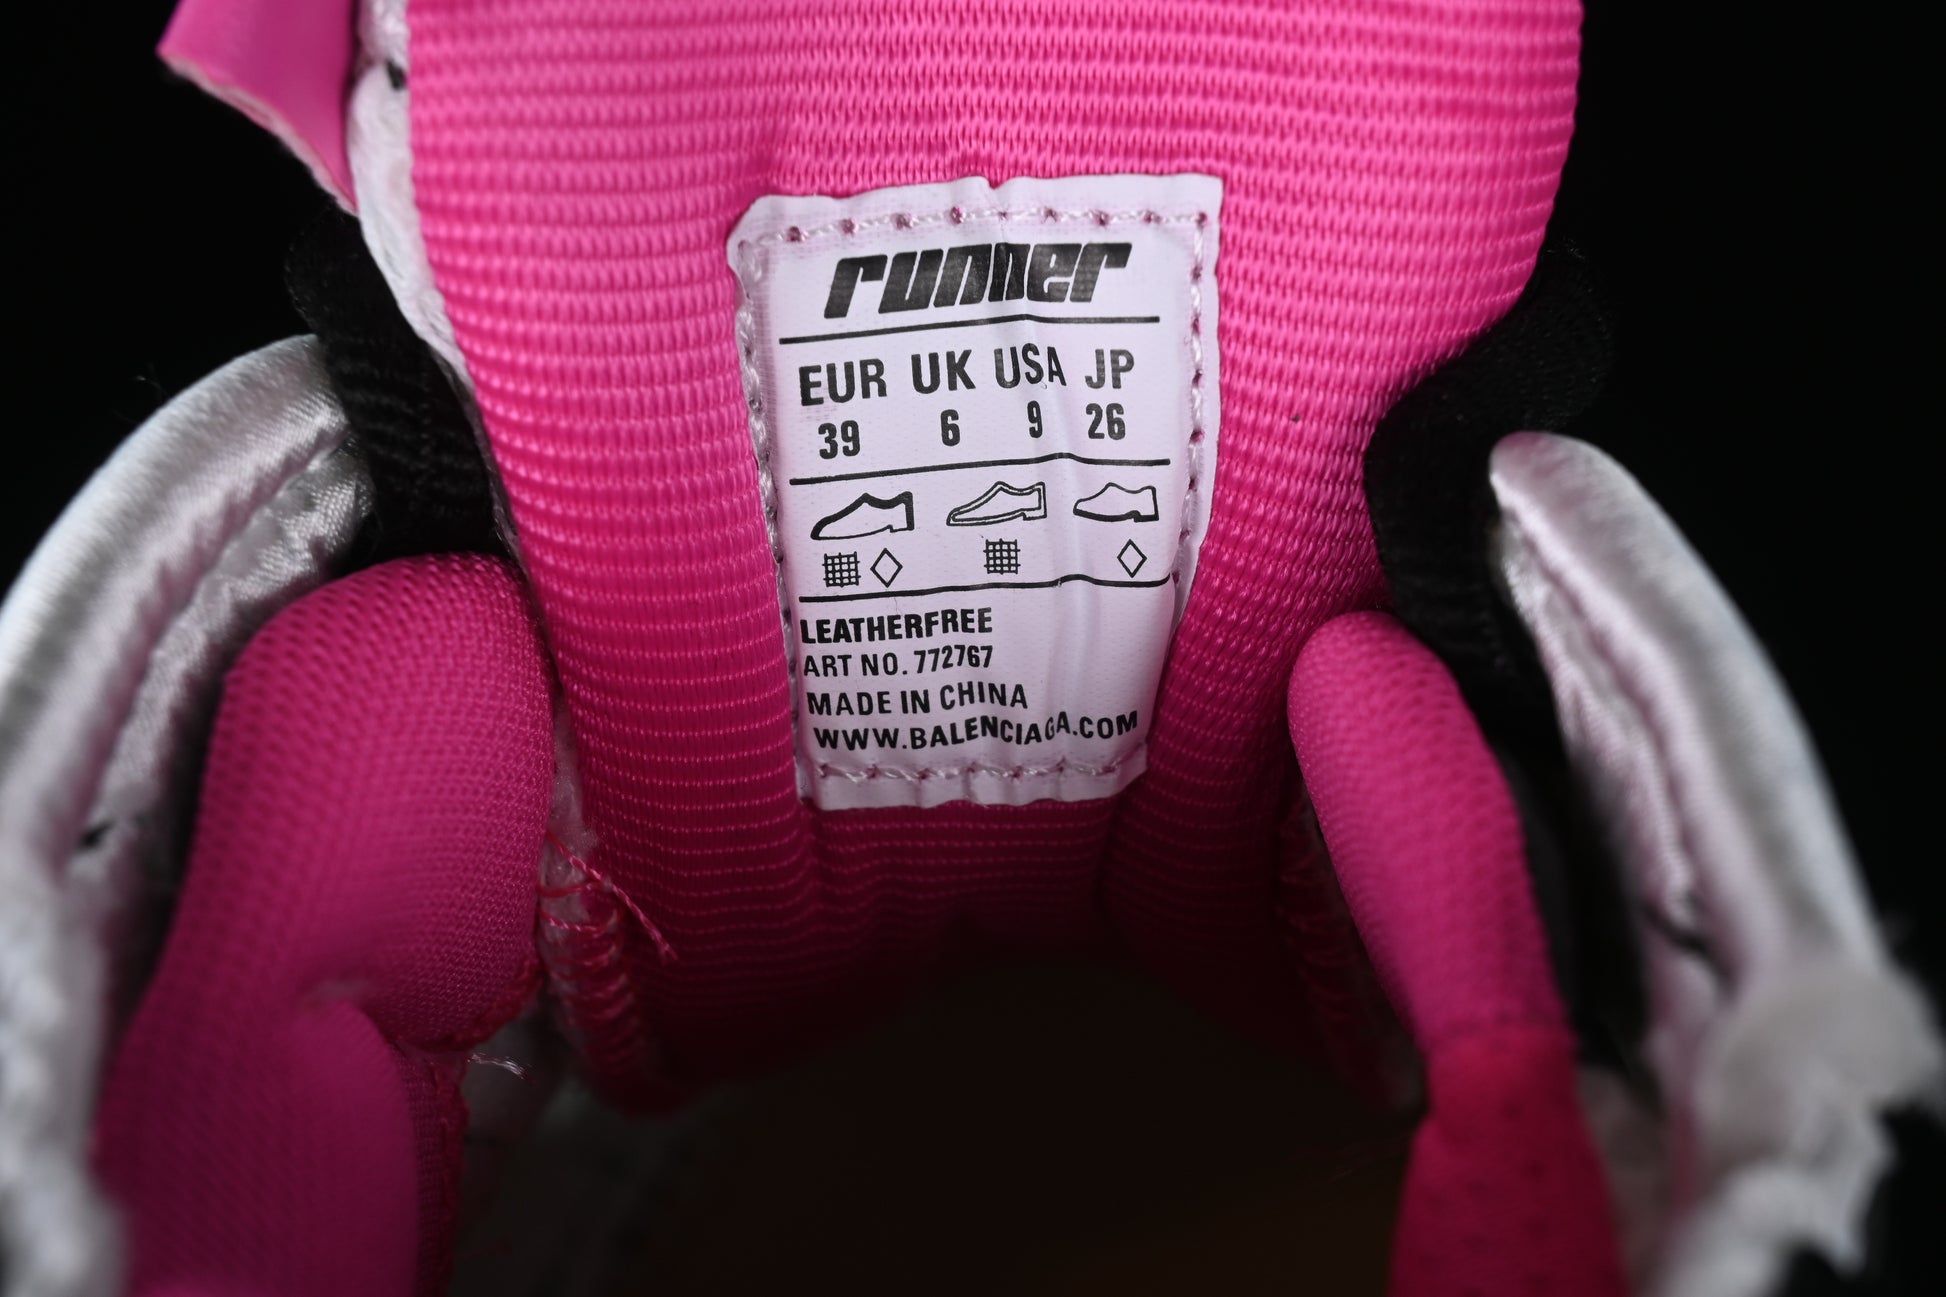 runner
EUR UK USA JP
39 6 9 26
LEATHERFREE
ART NO. 772767
MADE IN CHINA
WWW.BALENCIAGA.COM